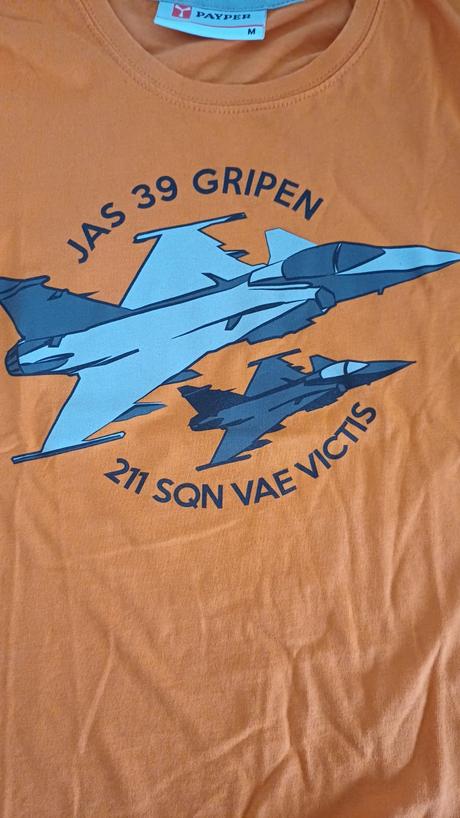 PAYPER
M
JAS 39 GRIPEN
211 SQN VAE VICTIS